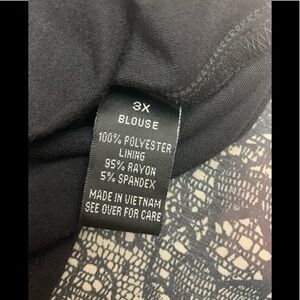 3X
BLOUSE
100% POLYESTER
LINING
95% RAYON
5% SPANDEX
MADE IN VIETNAM
SEE OVER FOR CARE